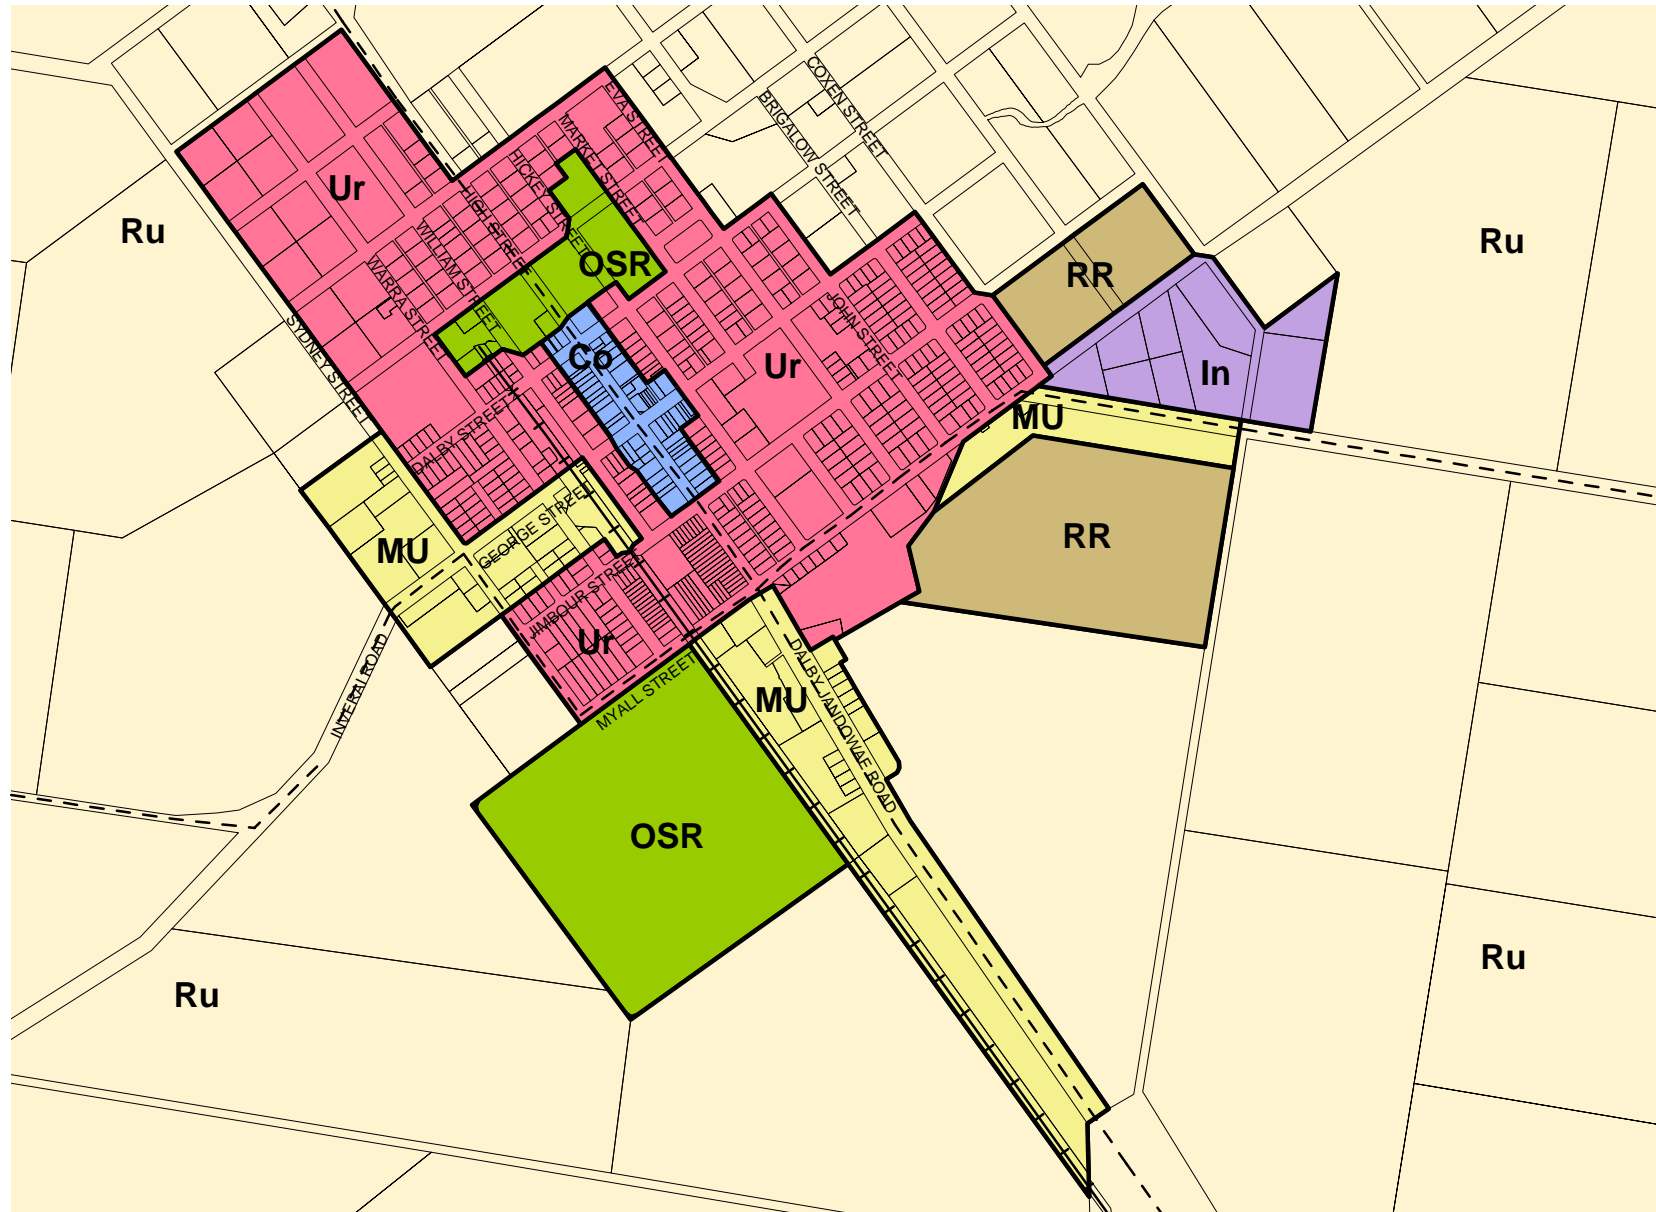 COXEN STREET
EVA STREET
BRIGALOW STREET
MARKET STREET
HICKEY STREET
Ur
HIGH STREET
Ru
WILLIAM STREET
Ru
OSR
WARRA STREET
RR
JOHN STREET
SYDNEY STREET
Co
Ur
In
MU
DALBY STREET
GEORGE STREET
RR
MU
JIMBOUR STREET
Ur
INVERAI ROAD
MYALL STREET
MU
DALBY JANDOWAE ROAD
OSR
Ru
Ru